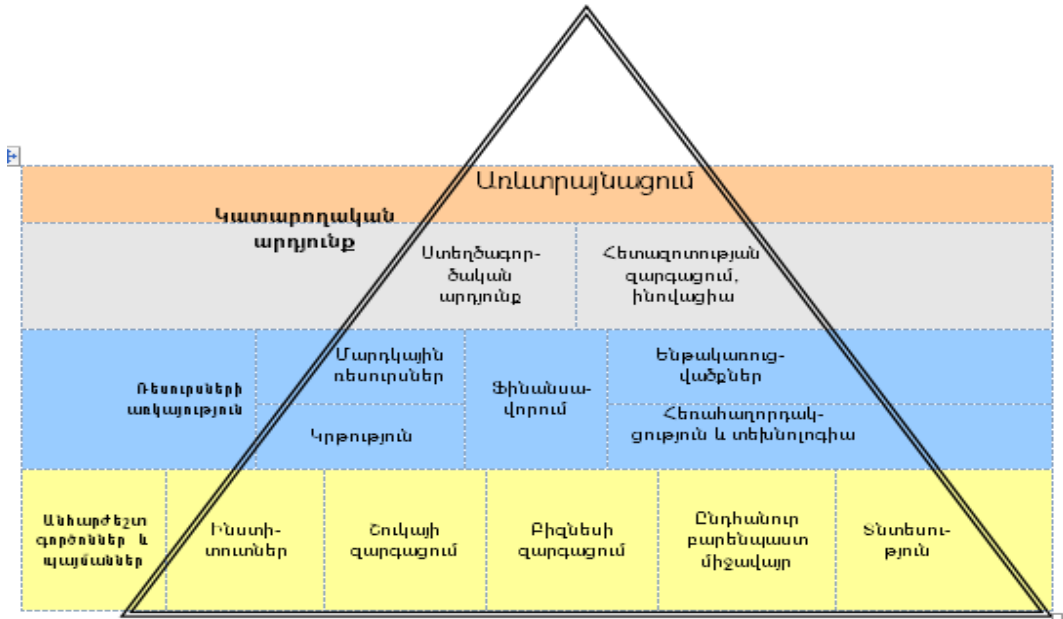 Առևտրայնացում
Կատարողական
արդյունք
Ստեղծագոր-
ծական
արդյունք
Հետազոտության
զարգացում,
ինովացիա
Ռեսուրսների
առկայություն
Մարդկային
ռեսուրսներ
Կրթություն
Ֆինանսա-
վորում
Ենթակառուց-
վածքներ
Հեռահաղորդակ-
ցություն և տեխնոլոգիա
Անհարժեշտ
գործոններ և
պայմաններ
Ինստի-
տուտներ
Շուկայի
զարգացում
Բիզնեսի
զարգացում
Ընդհանուր
բարենպաստ
միջավայր
Տնտեսու-
թյուն